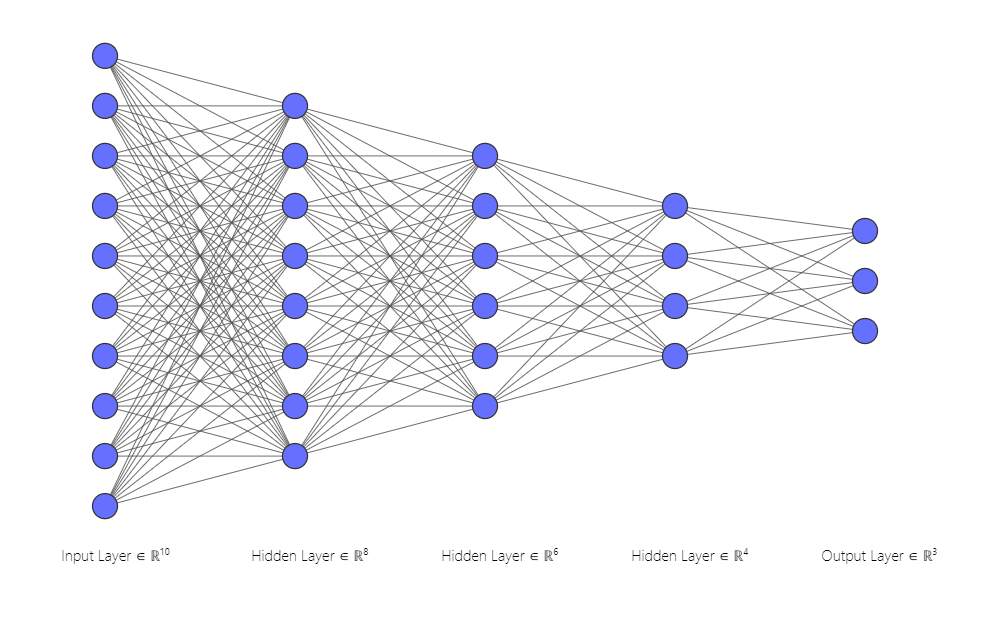 Input Layer ∈ ℝ¹⁰
Hidden Layer ∈ ℝ⁸
Hidden Layer ∈ ℝ⁶
Hidden Layer ∈ ℝ⁴
Output Layer ∈ ℝ³